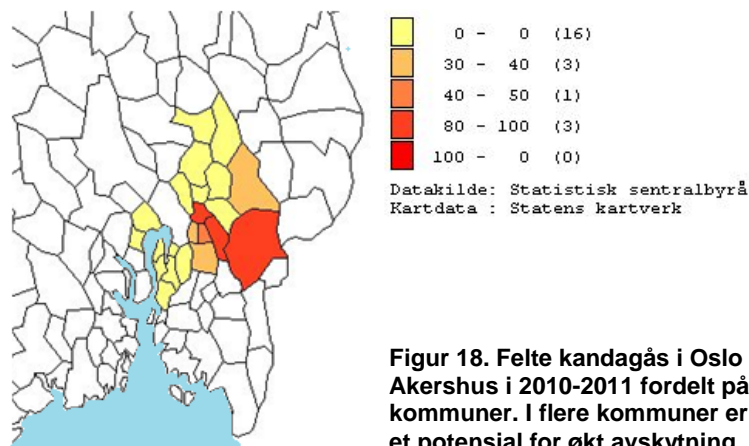 0 - 0 (16)
30 - 40 (3)
40 - 50 (1)
80 - 100 (3)
100 - 0 (0)
Datakilde: Statistisk sentralbyrå
Kartdata : Statens kartverk
Figur 18. Felte kandagås i Oslo
Akershus i 2010-2011 fordelt på
kommuner. I flere kommuner er
et potensial for økt avskytning